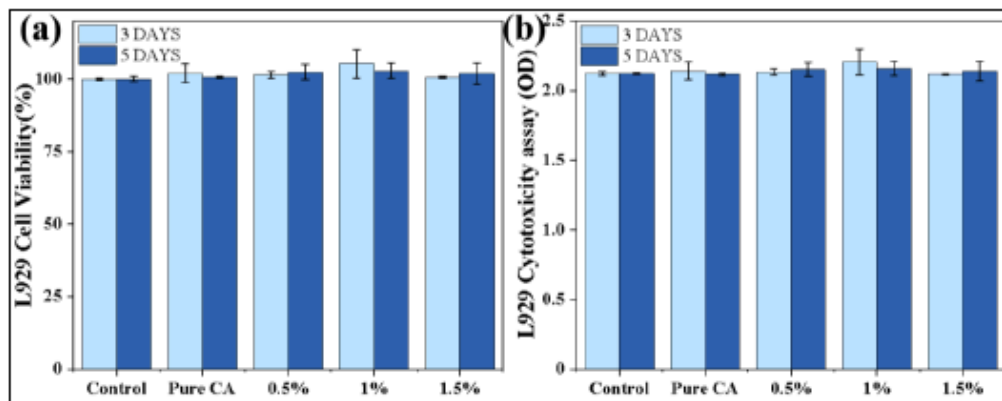 (a)
3 DAYS
5 DAYS
L929 Cell Viability(%)
100
75
50
25
0
Control Pure CA 0.5% 1% 1.5%
(b)
3 DAYS
5 DAYS
L929 Cytotoxicity assay (OD)
2.5
2.0
1.5
1.0
0.5
0.0
Control Pure CA 0.5% 1% 1.5%